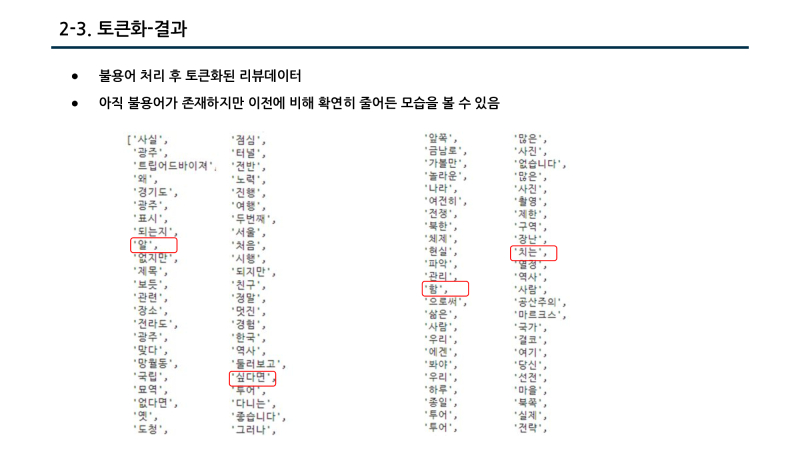 2-3. 토큰화-결과
● 불용어 처리 후 토큰화된 리뷰데이터
● 아직 불용어가 존재하지만 이전에 비해 확연히 줄어든 모습을 볼 수 있음
['사실',
'광주',
'트립어드바이져',
'왜',
'경기도',
'광주',
'표시',
'되는지',
'알',
'없지만',
'제목',
'보듯',
'관련',
'장소',
'전라도',
'광주',
'맞다',
'망월동',
'국립',
'묘역',
'없다면',
'옛',
'도청',
'점심',
'터널',
'전반',
'노력',
'진행',
'여행',
'두번째',
'서울',
'처음',
'시행',
'되지만',
'친구',
'정말',
'멋진',
'경험',
'한국',
'역사',
'둘러보고',
'싶다면',
'투어',
'다니는',
'좋습니다',
'그러나',
'앞쪽',
'금남로',
'가볼만',
'놀라운',
'나라',
'여전히',
'전쟁',
'북한',
'체제',
'현실',
'파악',
'관리',
'함',
'으로써',
'삶은',
'사람',
'우리',
'에겐',
'봐야',
'우리',
'하루',
'종일',
'투어',
'투어',
'많은',
'사진',
'없습니다',
'많은',
'사진',
'촬영',
'제한',
'구역',
'장난',
'치는',
'열정',
'역사',
'사람',
'공산주의',
'마르크스',
'국가',
'결코',
'여기',
'당신',
'선전',
'마을',
'북쪽',
'실제',
'전략',